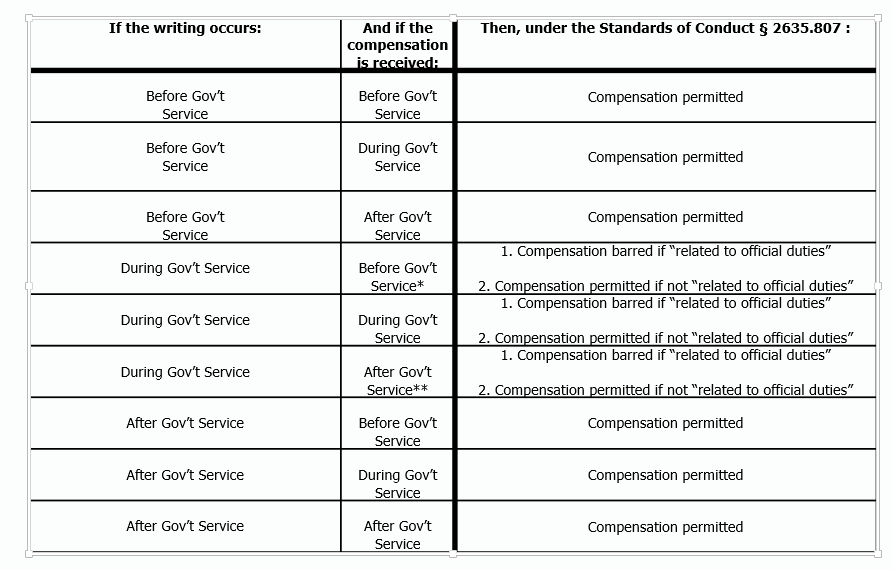 If the writing occurs:
And if the
compensation
is received:
Then, under the Standards of Conduct § 2635.807 :
Before Gov’t
Service
Before Gov’t
Service
Compensation permitted
Before Gov’t
Service
During Gov’t
Service
Compensation permitted
Before Gov’t
Service
After Gov’t
Service
Compensation permitted
During Gov’t Service
Before Gov’t
Service*
1. Compensation barred if “related to official duties”
2. Compensation permitted if not “related to official duties”
During Gov’t Service
During Gov’t
Service
1. Compensation barred if “related to official duties”
2. Compensation permitted if not “related to official duties”
During Gov’t Service
After Gov’t
Service**
1. Compensation barred if “related to official duties”
2. Compensation permitted if not “related to official duties”
After Gov’t Service
Before Gov’t
Service
Compensation permitted
After Gov’t Service
During Gov’t
Service
Compensation permitted
After Gov’t Service
After Gov’t
Service
Compensation permitted